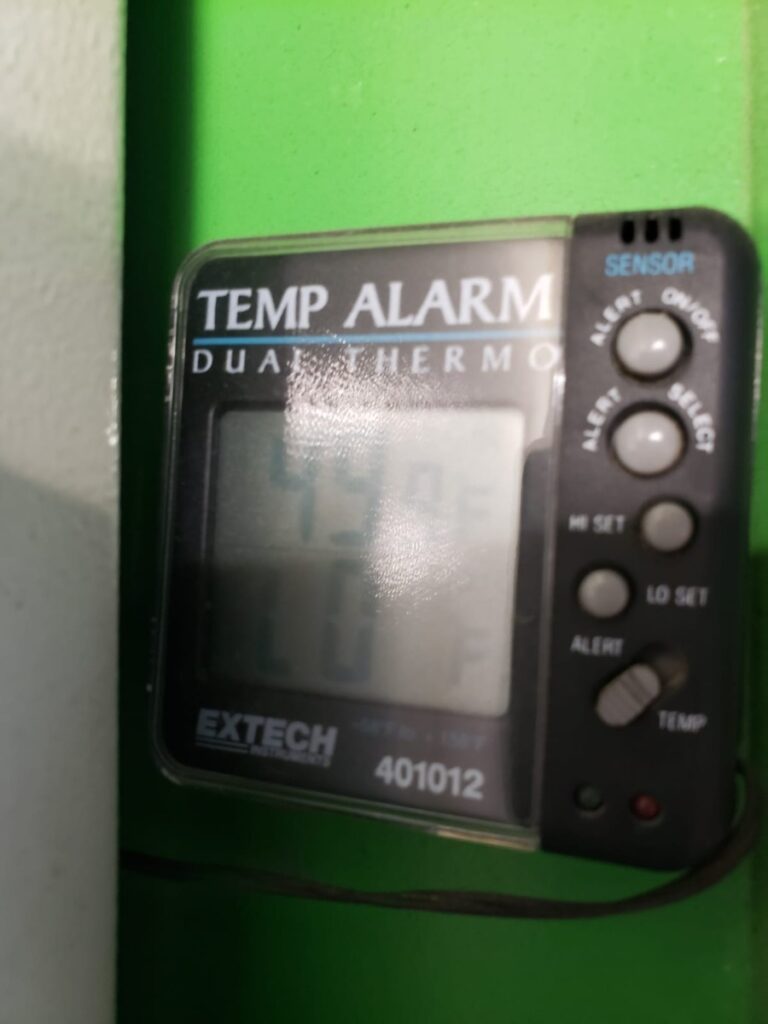 SENSOR
TEMP ALARM
DUAL THERMO
ALERT ON/OFF
ALERT SELECT
HI SET
LO SET
LO F
ALERT
TEMP
EXTECH
INSTRUMENTS
401012